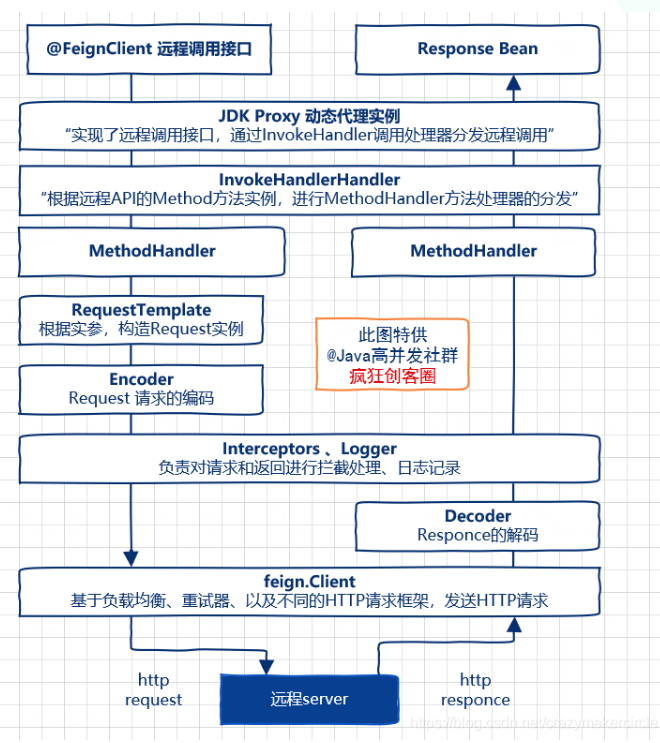 @FeignClient 远程调用接口
Response Bean
JDK Proxy 动态代理实例
“实现了远程调用接口，通过InvokeHandler调用处理器分发远程调用”
InvokeHandlerHandler
“根据远程API的Method方法实例，进行MethodHandler方法处理器的分发”
MethodHandler
MethodHandler
RequestTemplate
根据实参，构造Request实例
此图特供
@Java高并发社群
疯狂创客圈
Encoder
Request 请求的编码
Interceptors 、Logger
负责对请求和返回进行拦截处理、日志记录
Decoder
Responce的解码
feign.Client
基于负载均衡、重试器、以及不同的HTTP请求框架，发送HTTP请求
http
request
远程server
http
responce
https://blog.csdn.net/crazymakercircle